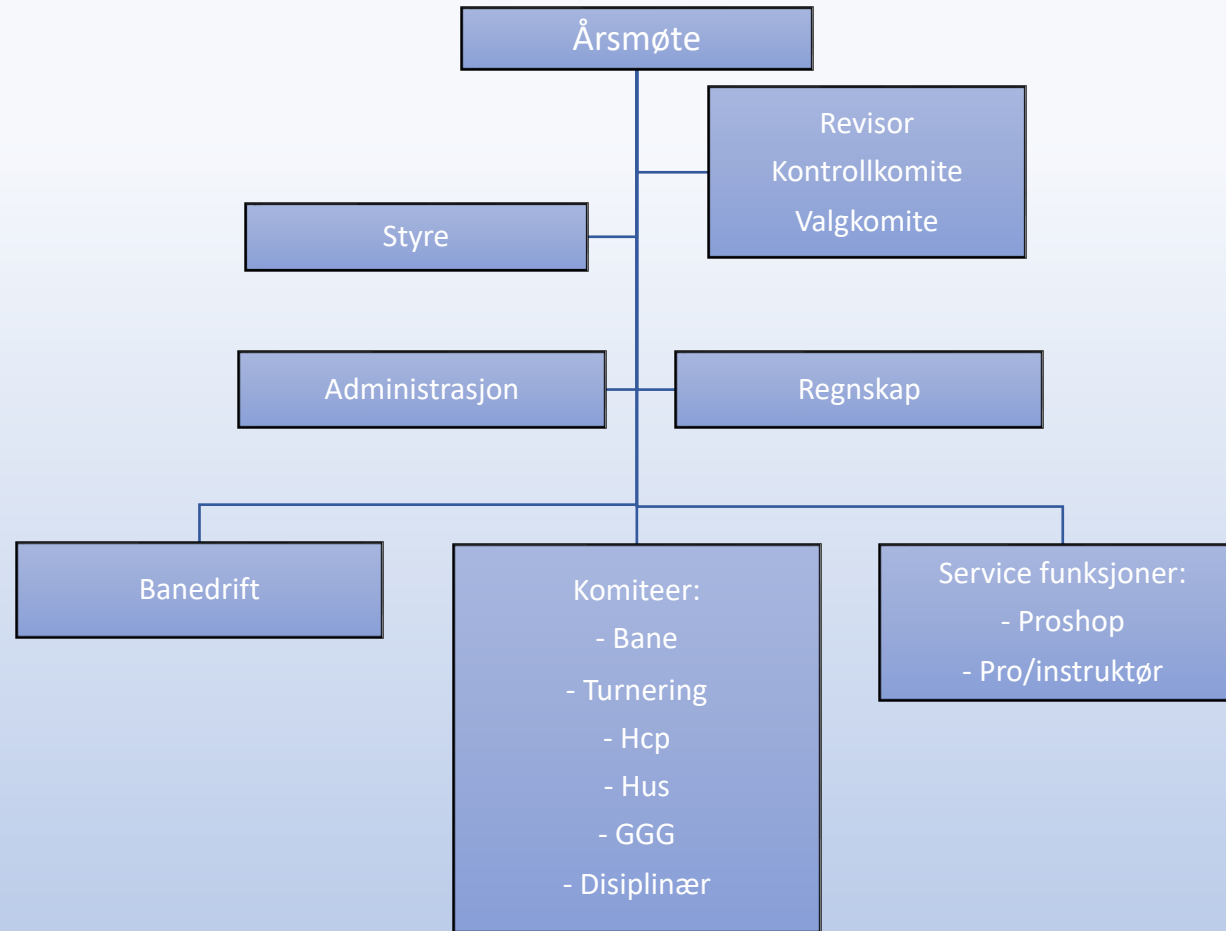 Årsmøte
Revisor
Kontrollkomite
Valgkomite
Styre
Administrasjon
Regnskap
Banedrift
Komiteer:
- Bane
- Turnering
- Hcp
- Hus
- GGG
- Disiplinær
Service funksjoner:
- Proshop
- Pro/instruktør